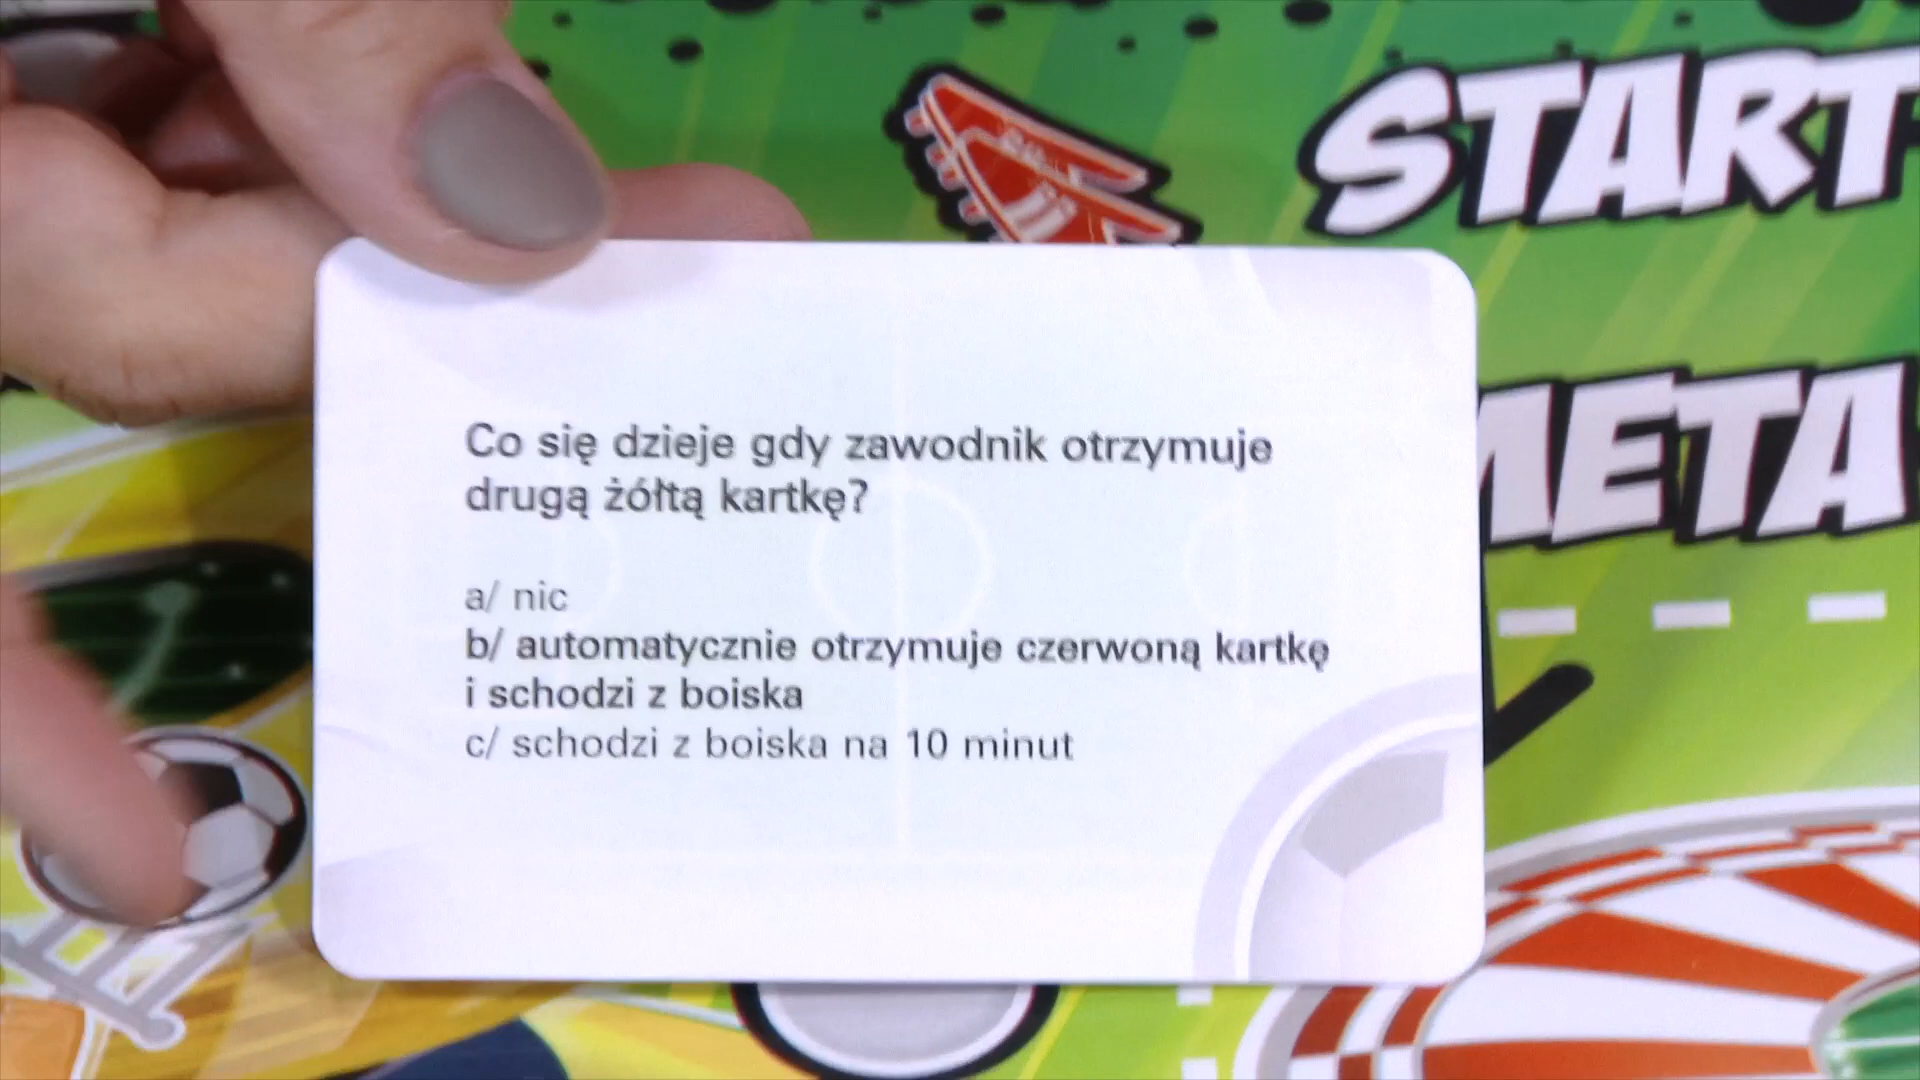 START
META
Co się dzieje gdy zawodnik otrzymuje
drugą żółtą kartkę?
a/ nic
b/ automatycznie otrzymuje czerwoną kartkę
i schodzi z boiska
c/ schodzi z boiska na 10 minut